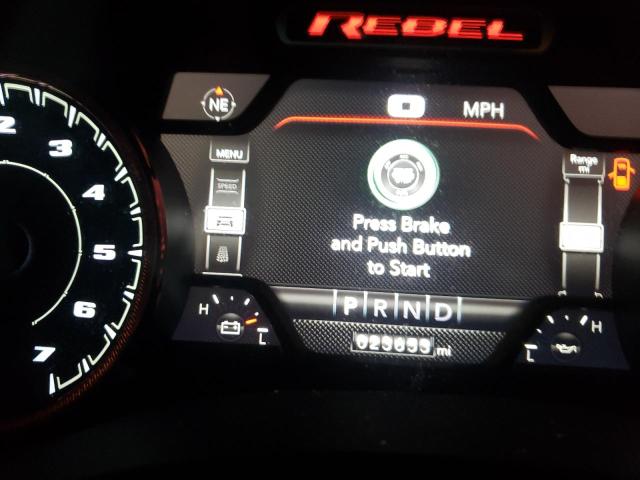 REBEL
NE
0 MPH
2
3
4
5
6
7
MENU
SPEED
Range
mi
Press Brake
and Push Button
to Start
P R N D
H
L
mi
H
L